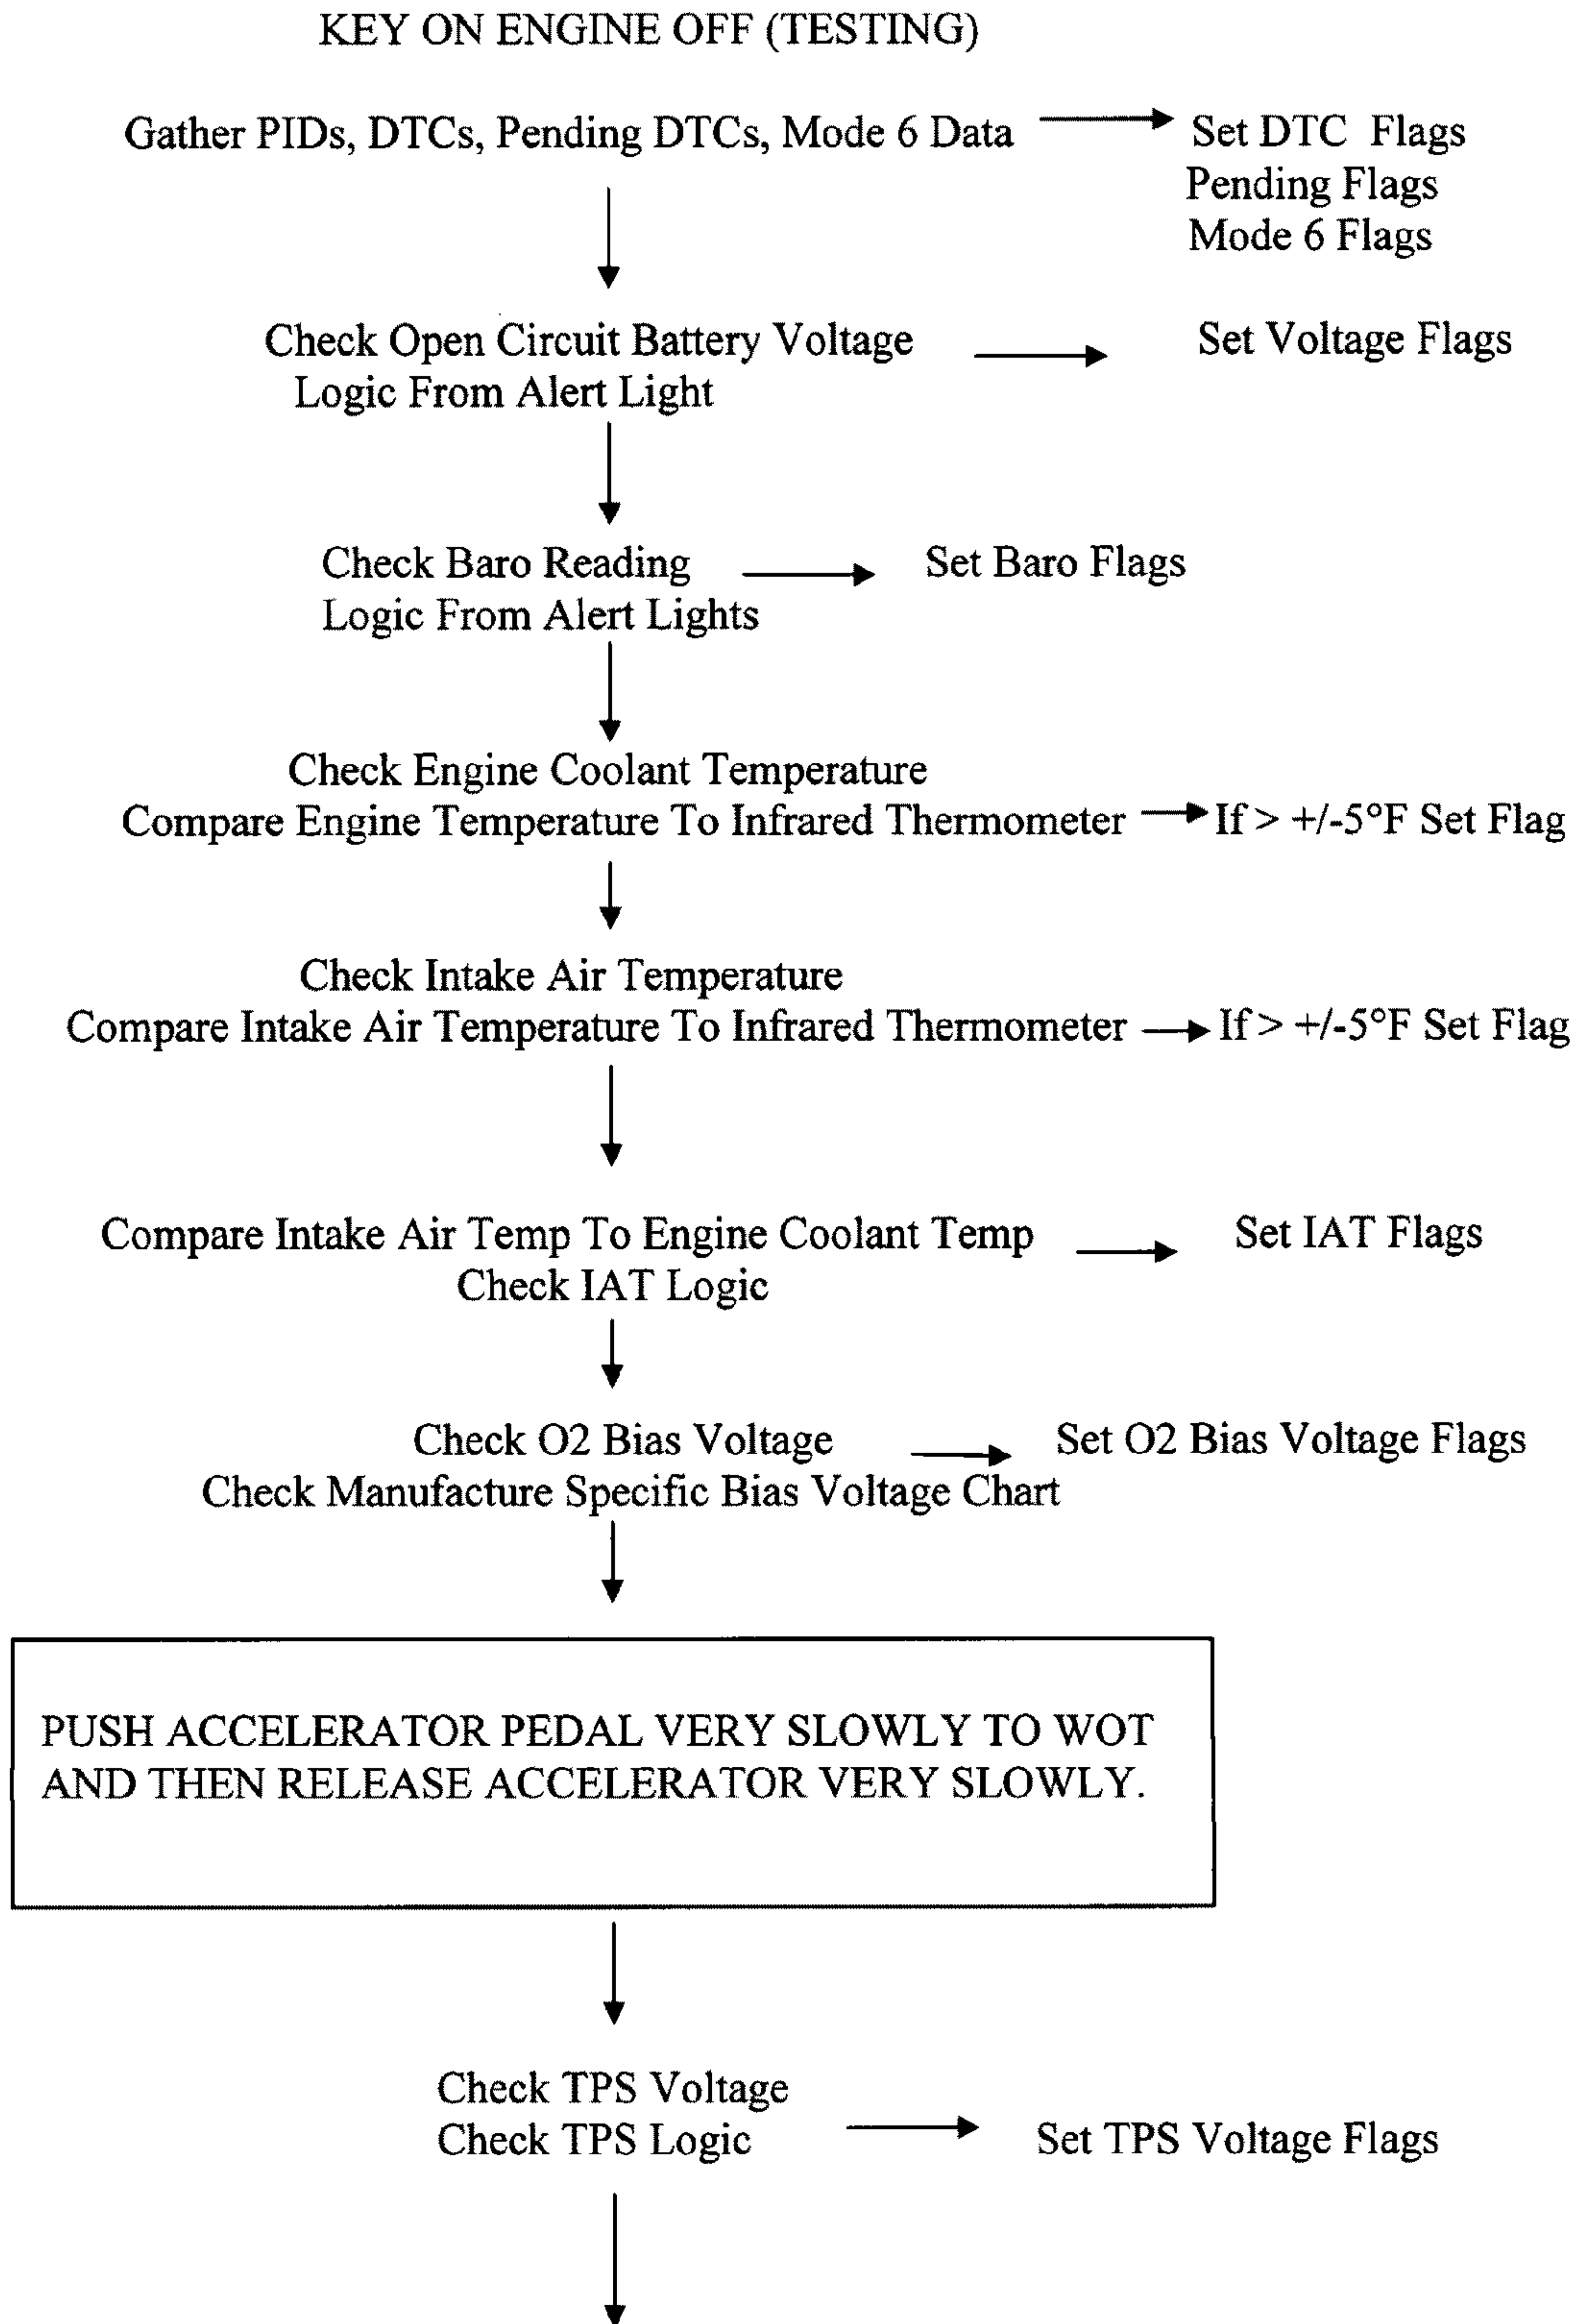 KEY ON ENGINE OFF (TESTING)
Gather PIDs, DTCs, Pending DTCs, Mode 6 Data
Set DTC Flags
Pending Flags
Mode 6 Flags
Check Open Circuit Battery Voltage
Logic From Alert Light
Set Voltage Flags
Check Baro Reading
Logic From Alert Lights
Set Baro Flags
Check Engine Coolant Temperature
Compare Engine Temperature To Infrared Thermometer
If > +/-5°F Set Flag
Check Intake Air Temperature
Compare Intake Air Temperature To Infrared Thermometer
If > +/-5°F Set Flag
Compare Intake Air Temp To Engine Coolant Temp
Check IAT Logic
Set IAT Flags
Check O2 Bias Voltage
Check Manufacture Specific Bias Voltage Chart
Set O2 Bias Voltage Flags
PUSH ACCELERATOR PEDAL VERY SLOWLY TO WOT
AND THEN RELEASE ACCELERATOR VERY SLOWLY.
Check TPS Voltage
Check TPS Logic
Set TPS Voltage Flags